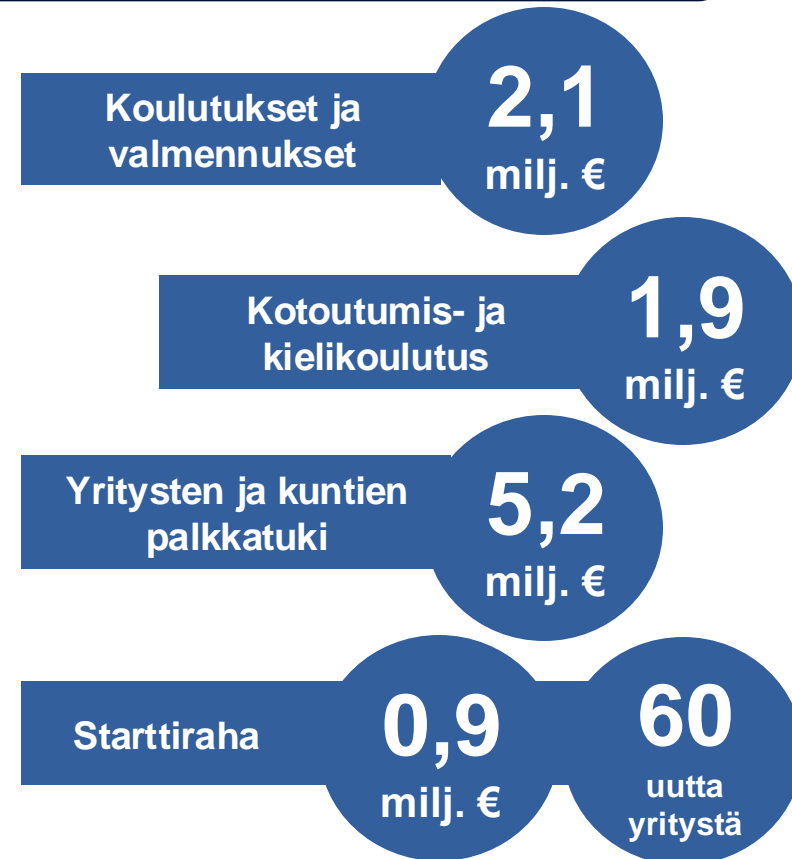 Koulutukset ja
valmennukset
2,1
milj. €
Kotoutumis- ja
kielikoulutus
1,9
milj. €
Yritysten ja kuntien
palkkatuki
5,2
milj. €
Starttiraha
0,9
milj. €
60
uutta
yritystä